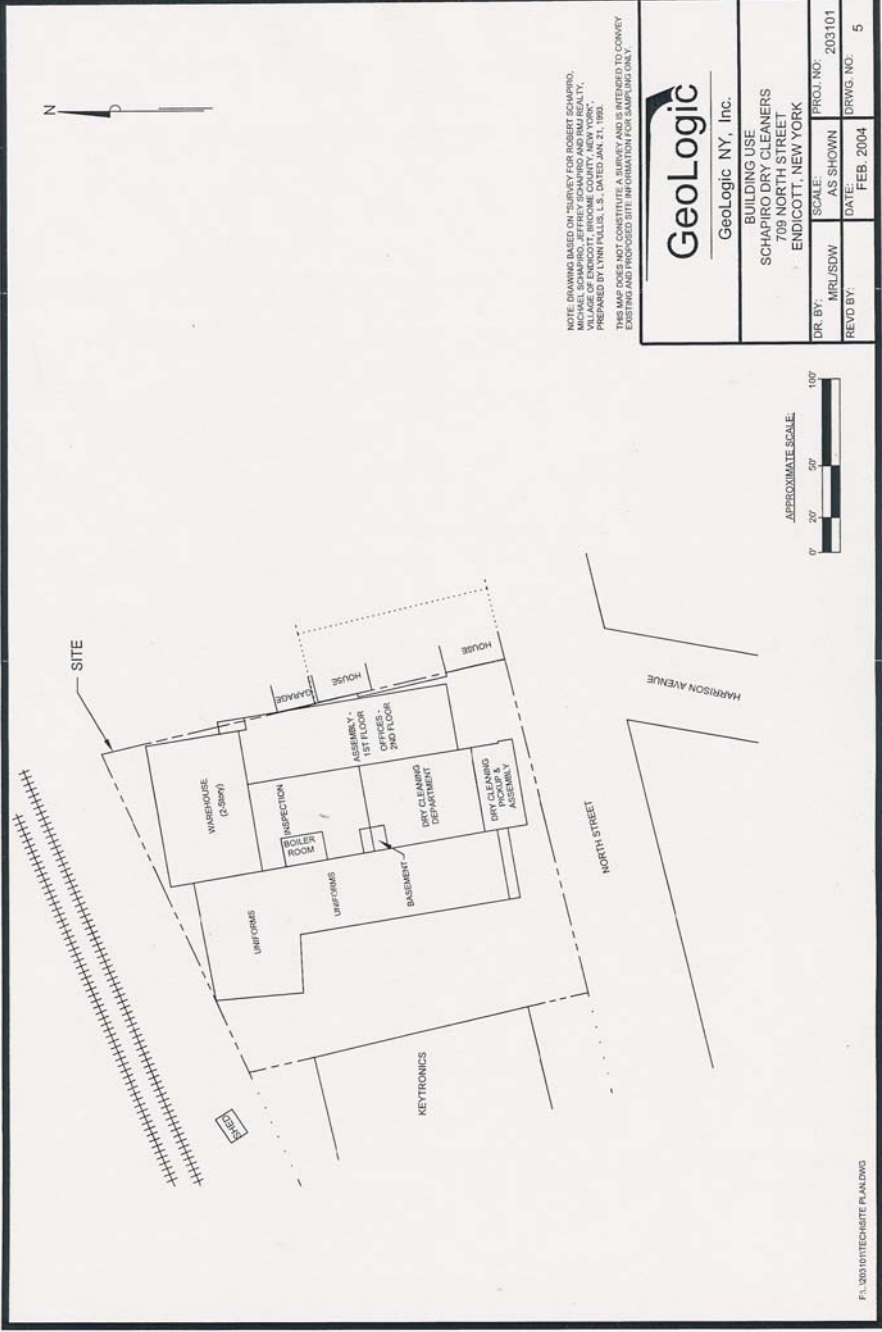 N
SITE
WAREHOUSE
(2-Story)
UNIFORMS
INSPECTION
BOILER
ROOM
UNIFORMS
BASEMENT
GARAGE
HOUSE
HOUSE
ASSEMBLY -
1ST FLOOR
OFFICES -
2ND FLOOR
DRY CLEANING
DEPARTMENT
DRY CLEANING
PICKUP &
ASSEMBLY
SHED
KEYTRONICS
NORTH STREET
HARRISON AVENUE
APPROXIMATE SCALE:
0' 20' 50' 100'
NOTE: DRAWING BASED ON "SURVEY FOR ROBERT SCHAPIRO,
MICHAEL SCHAPIRO, JEFFREY SCHAPIRO AND RMJ REALTY,
VILLAGE OF ENDICOTT, BROOME COUNTY, NEW YORK",
PREPARED BY LYNN PULLIS, L.S., DATED JAN. 21, 1993.
THIS MAP DOES NOT CONSTITUTE A SURVEY AND IS INTENDED TO CONVEY
EXISTING AND PROPOSED SITE INFORMATION FOR SAMPLING ONLY.
GeoLogic
GeoLogic NY, Inc.
BUILDING USE
SCHAPIRO DRY CLEANERS
709 NORTH STREET
ENDICOTT, NEW YORK
DR. BY: MRL/SDW
SCALE: AS SHOWN
PROJ. NO: 203101
REVD BY:
DATE: FEB. 2004
DRWG. NO: 5